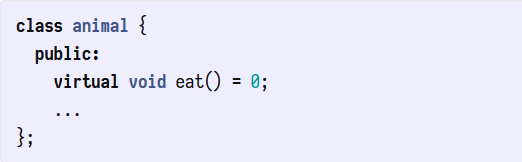 class animal {
  public:
    virtual void eat() = 0;
    ...
};